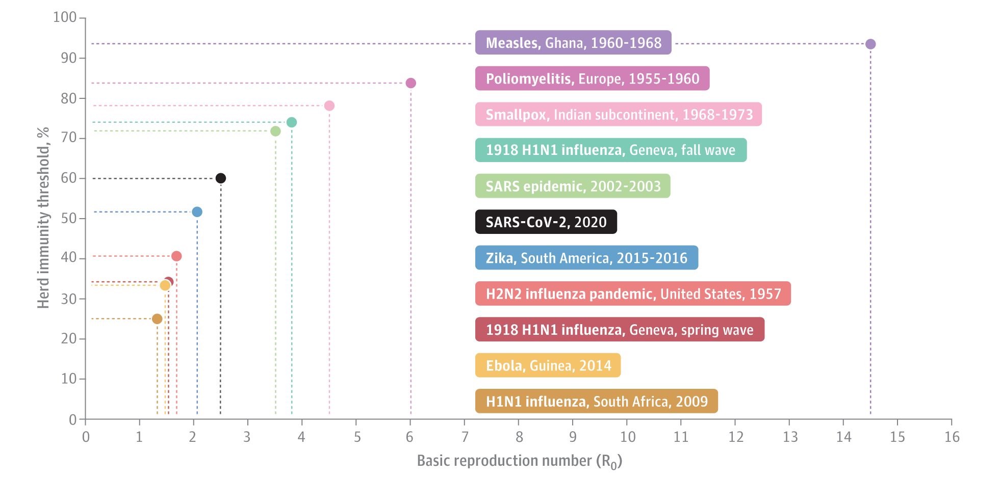 100
90
80
70
60
50
40
30
20
10
0
Herd immunity threshold, %
Measles, Ghana, 1960-1968
Poliomyelitis, Europe, 1955-1960
Smallpox, Indian subcontinent, 1968-1973
1918 H1N1 influenza, Geneva, fall wave
SARS epidemic, 2002-2003
SARS-CoV-2, 2020
Zika, South America, 2015-2016
H2N2 influenza pandemic, United States, 1957
1918 H1N1 influenza, Geneva, spring wave
Ebola, Guinea, 2014
H1N1 influenza, South Africa, 2009
0 1 2 3 4 5 6 7 8 9 10 11 12 13 14 15 16
Basic reproduction number (R₀)